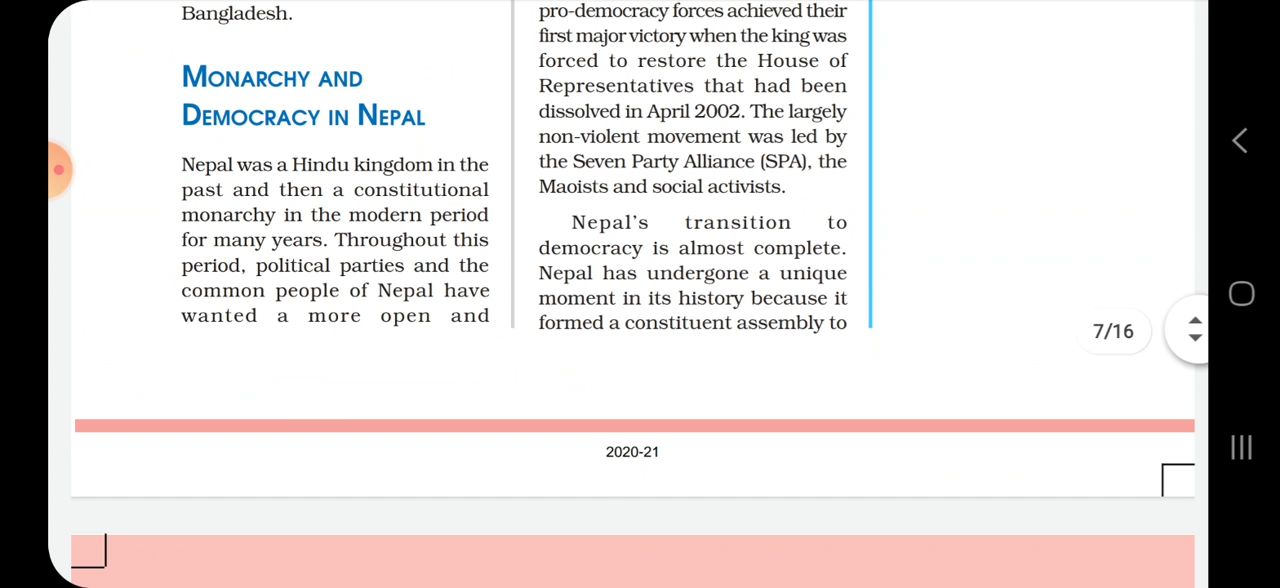 Bangladesh.
MONARCHY AND
DEMOCRACY IN NEPAL
Nepal was a Hindu kingdom in the
past and then a constitutional
monarchy in the modern period
for many years. Throughout this
period, political parties and the
common people of Nepal have
wanted a more open and
pro-democracy forces achieved their
first major victory when the king was
forced to restore the House of
Representatives that had been
dissolved in April 2002. The largely
non-violent movement was led by
the Seven Party Alliance (SPA), the
Maoists and social activists.
Nepal's transition to
democracy is almost complete.
Nepal has undergone a unique
moment in its history because it
formed a constituent assembly to
7/16
2020-21